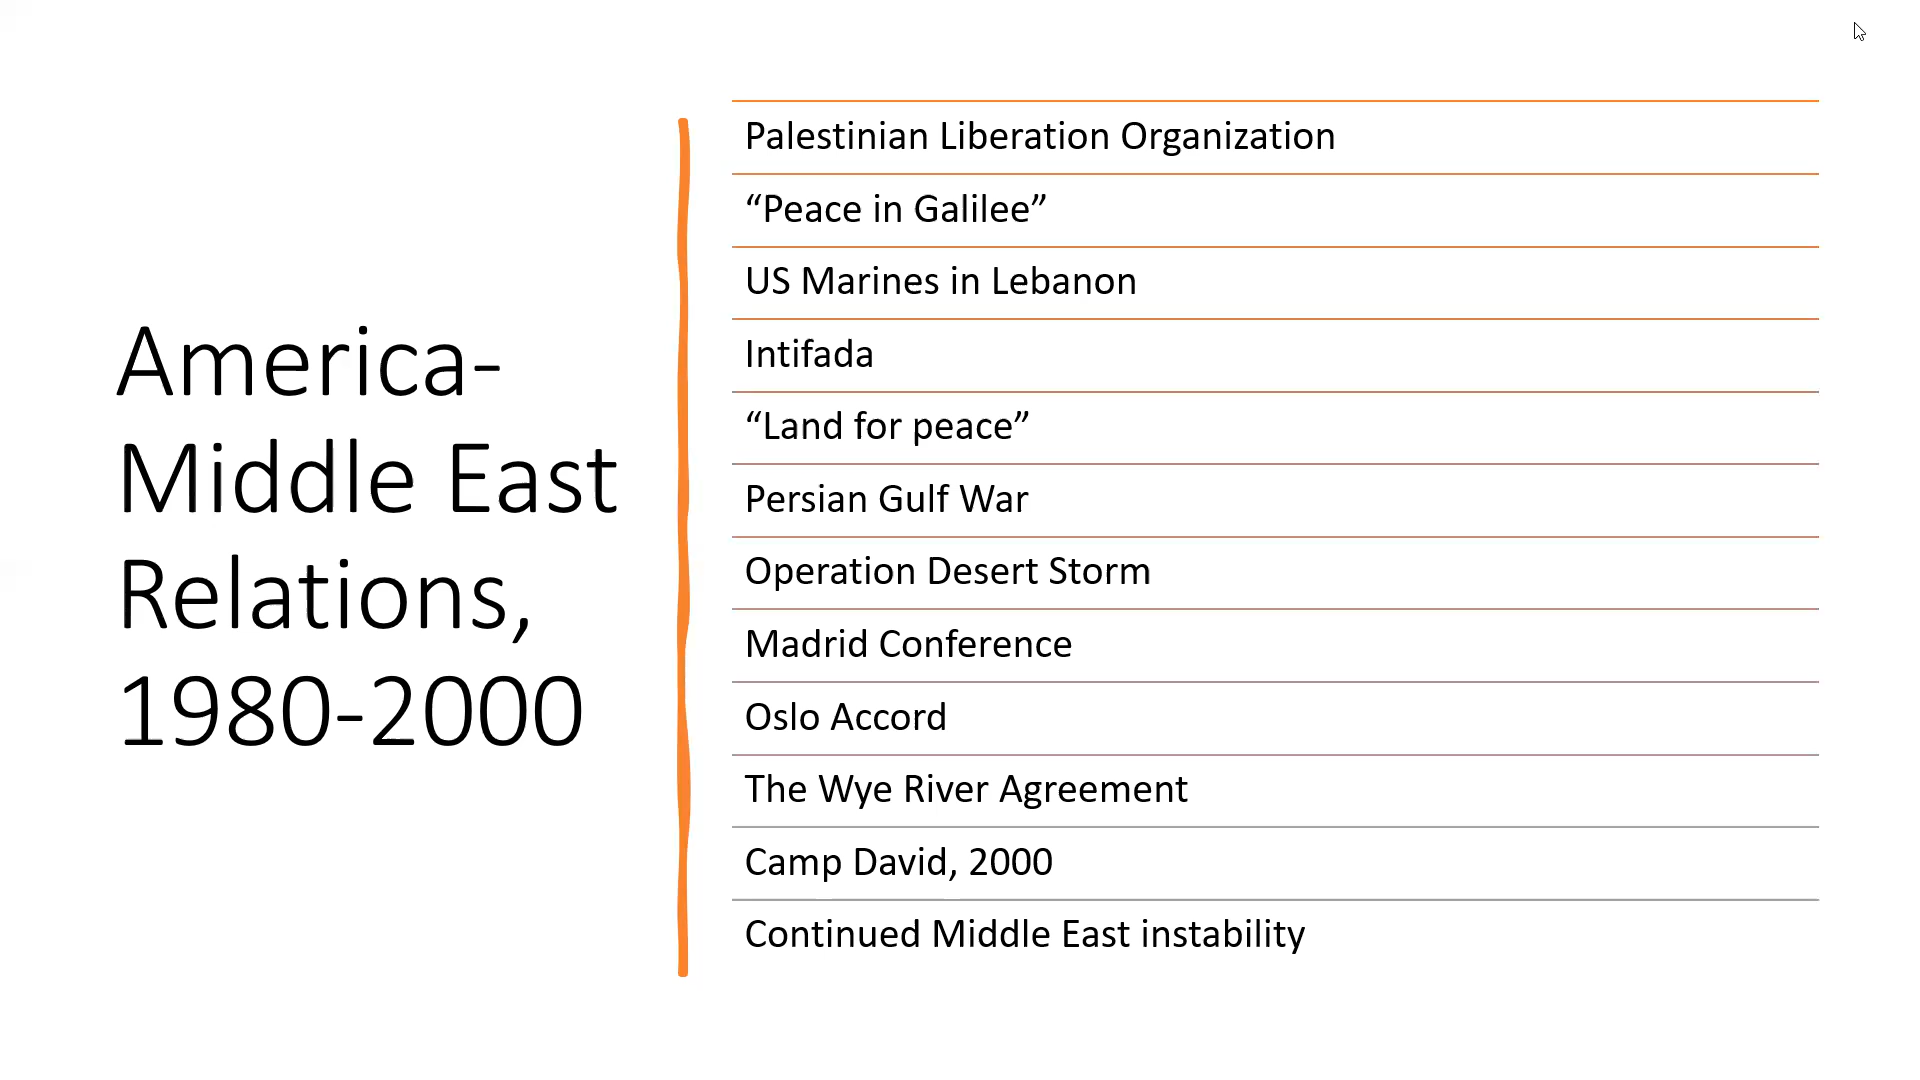 America-
Middle East
Relations,
1980-2000
Palestinian Liberation Organization
“Peace in Galilee”
US Marines in Lebanon
Intifada
“Land for peace”
Persian Gulf War
Operation Desert Storm
Madrid Conference
Oslo Accord
The Wye River Agreement
Camp David, 2000
Continued Middle East instability